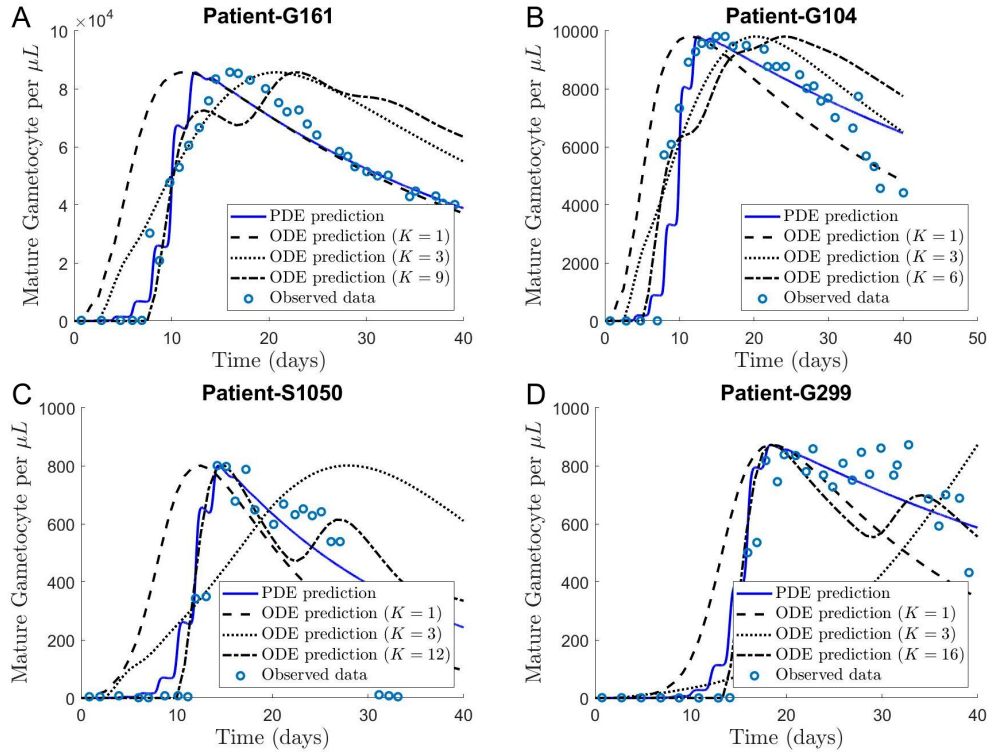 A
Patient-G161
×10⁴
Mature Gametocyte per μL
10
8
6
4
2
0
PDE prediction
ODE prediction (K = 1)
ODE prediction (K = 3)
ODE prediction (K = 9)
Observed data
0 10 20 30 40
Time (days)
B
Patient-G104
Mature Gametocyte per μL
10000
8000
6000
4000
2000
0
PDE prediction
ODE prediction (K = 1)
ODE prediction (K = 3)
ODE prediction (K = 6)
Observed data
0 10 20 30 40 50
Time (days)
C
Patient-S1050
Mature Gametocyte per μL
1000
800
600
400
200
0
PDE prediction
ODE prediction (K = 1)
ODE prediction (K = 3)
ODE prediction (K = 12)
Observed data
0 10 20 30 40
Time (days)
D
Patient-G299
Mature Gametocyte per μL
1000
800
600
400
200
0
PDE prediction
ODE prediction (K = 1)
ODE prediction (K = 3)
ODE prediction (K = 16)
Observed data
0 10 20 30 40
Time (days)